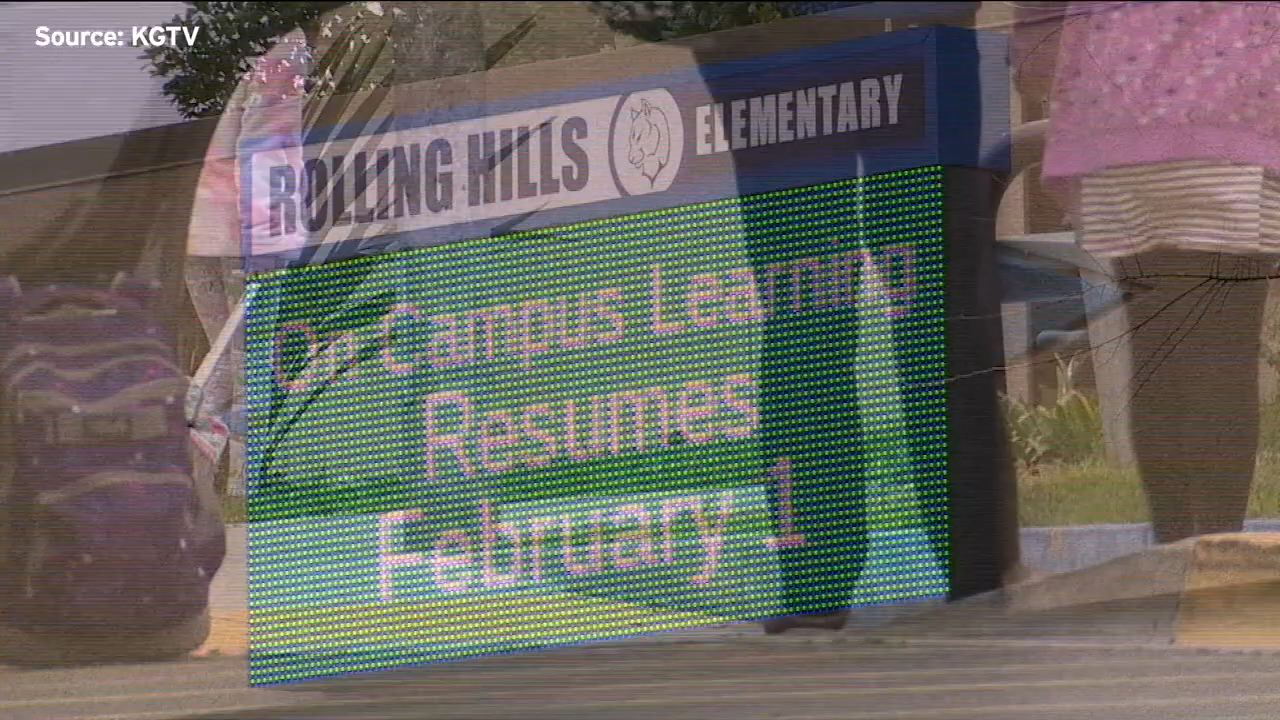 Source: KGTV
ROLLING HILLS ELEMENTARY
On Campus Learning
Resumes
February 1